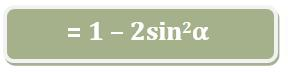 = 1 – 2sin²α